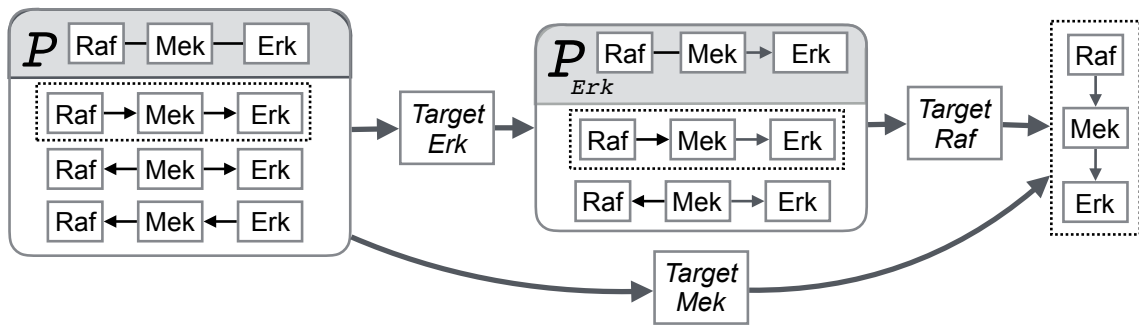 P Raf Mek Erk
Raf Mek Erk
Raf Mek Erk
Raf Mek Erk
Target
Erk
P Erk Raf Mek Erk
Raf Mek Erk
Raf Mek Erk
Target
Raf
Target
Mek
Raf
Mek
Erk